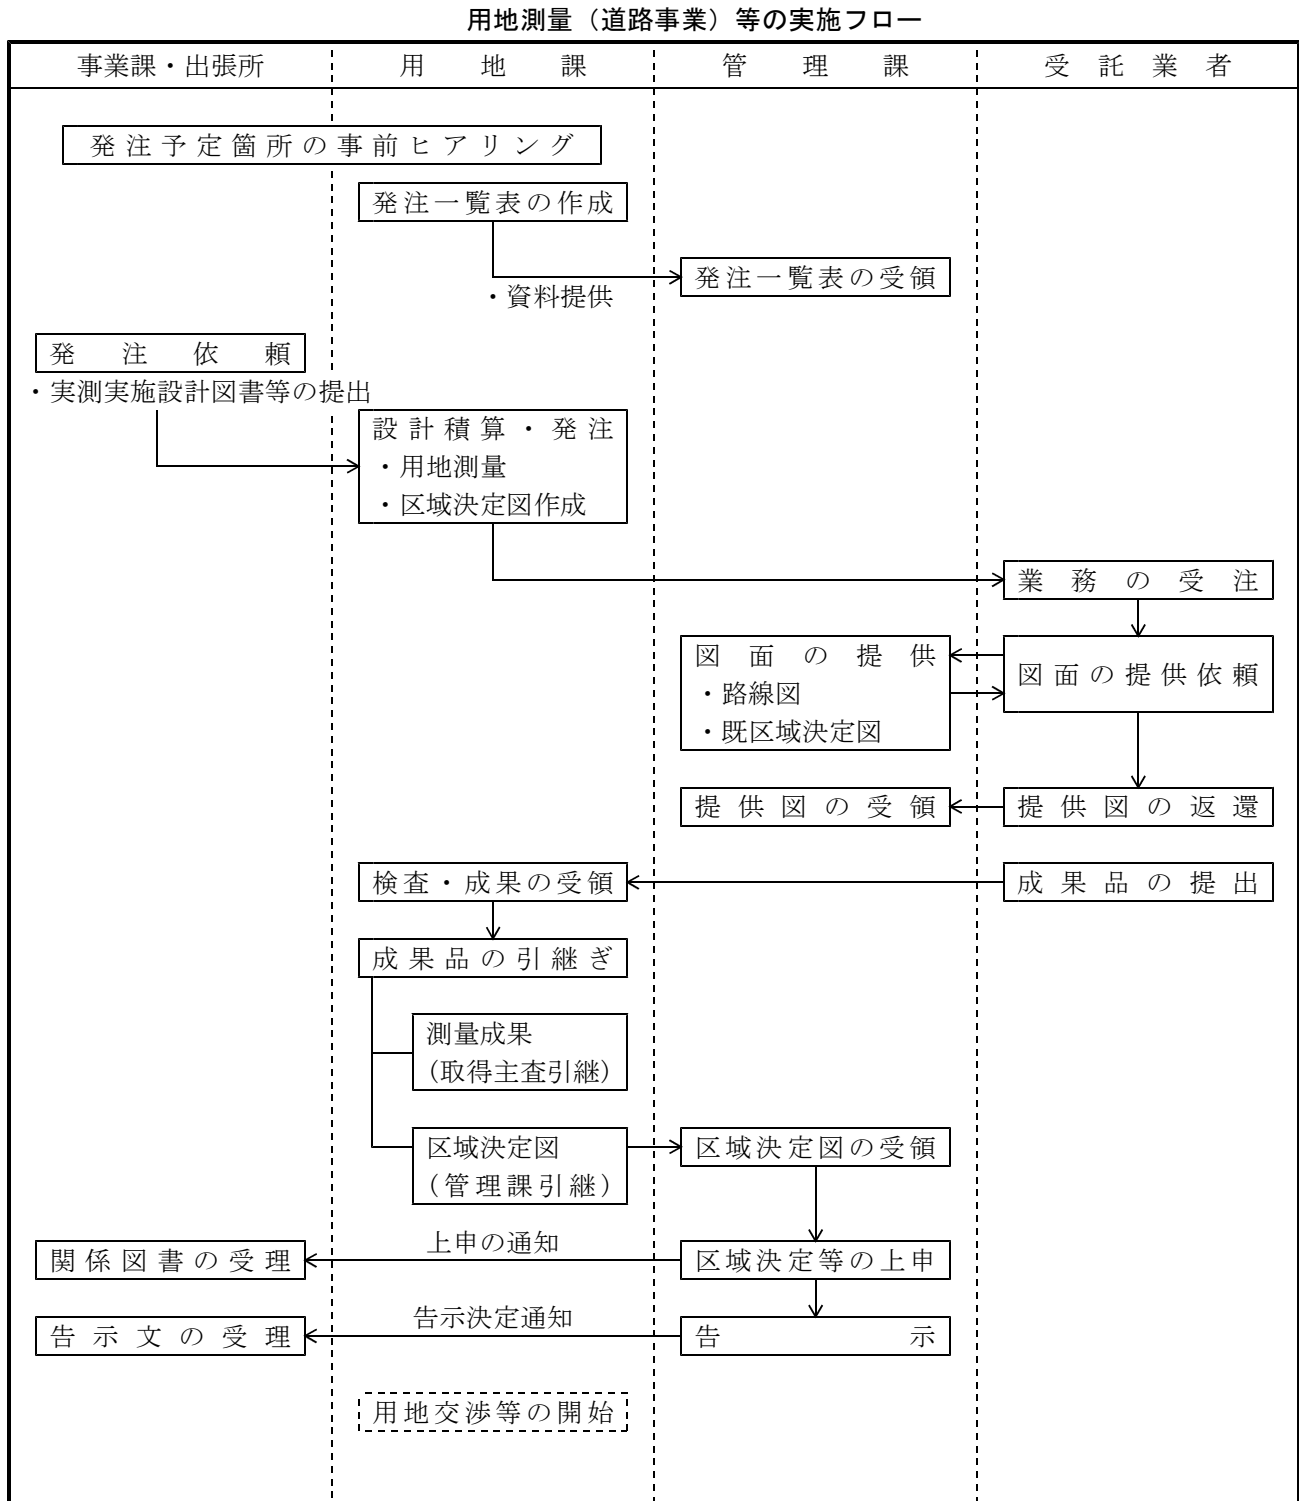 用地測量（道路事業）等の実施フロー
事業課・出張所
用地課
管理課
受託業者
発注予定箇所の事前ヒアリング
発注一覧表の作成
発注一覧表の受領
・資料提供
発注依頼
・実測実施設計図書等の提出
設計積算・発注
・用地測量
・区域決定図作成
業務の受注
図面の提供
・路線図
・既区域決定図
図面の提供依頼
提供図の受領
提供図の返還
検査・成果の受領
成果品の提出
成果品の引継ぎ
測量成果
(取得主査引継)
区域決定図
(管理課引継)
区域決定図の受領
上申の通知
関係図書の受理
区域決定等の上申
告示決定通知
告示文の受理
告示
用地交渉等の開始